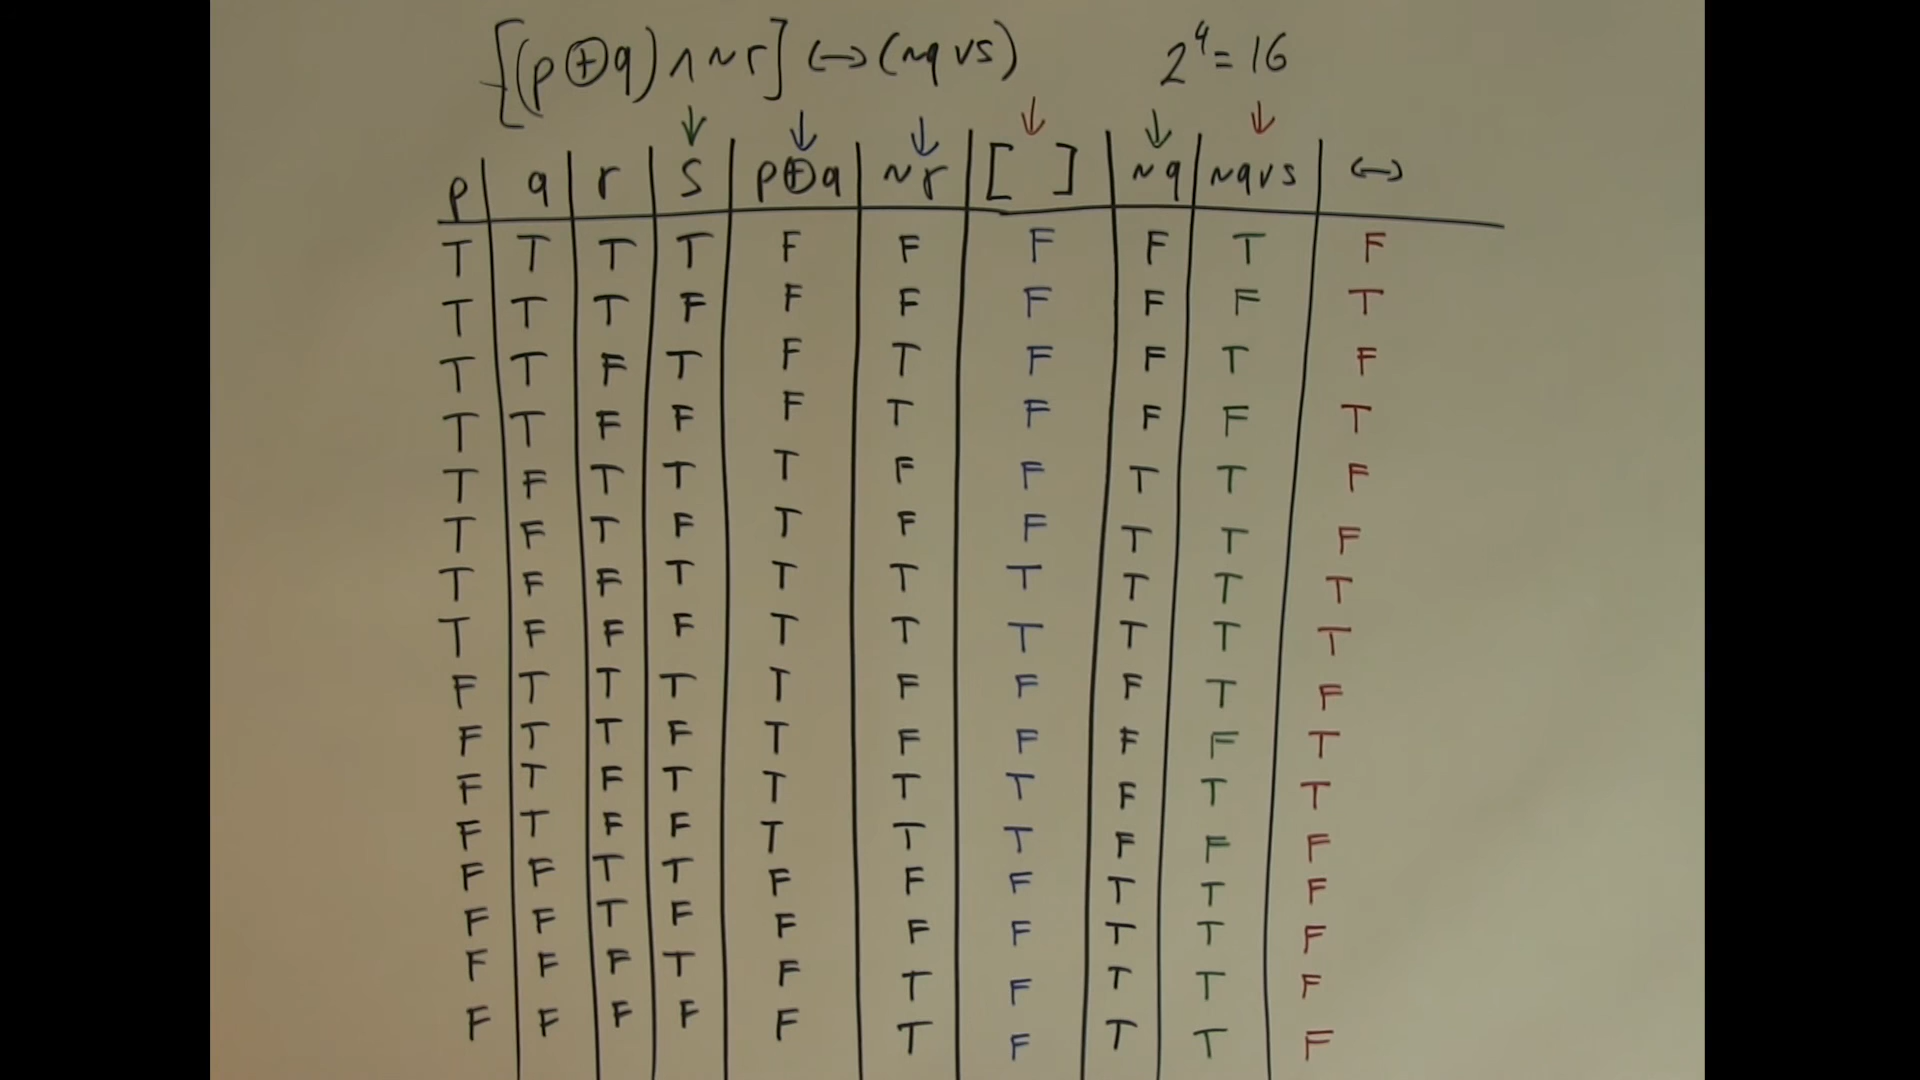 [(p⊕q)∧~r]↔(~q∨s) 2⁴=16
p q r s p⊕q ~r [ ] ~q ~q∨s ↔
T T T T F F F F T F
T T T F F F F F F T
T T F T F T F F T F
T T F F F T F F F T
T F T T T F F T T F
T F T F T F F T T F
T F F T T T T T T T
T F F F T T T T T T
F T T T T F F F T F
F T T F T F F F F T
F T F T T T T F T T
F T F F T T T F F F
F F T T F F F T T F
F F T F F F F T T F
F F F T F T F T T F
F F F F F T F T T F